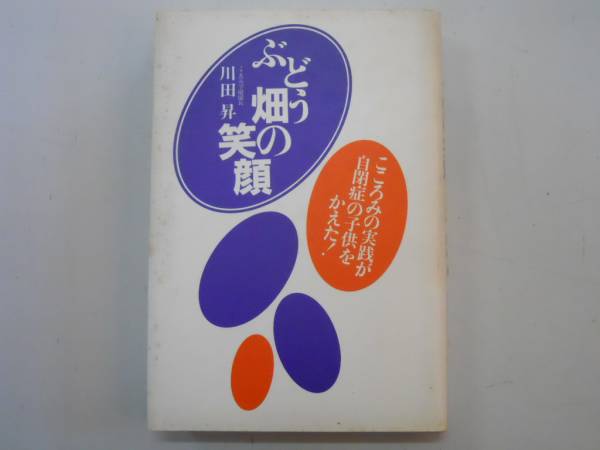 ぶどう
畑の
笑顔
川田 昇
こころみの実践が
自閉症の子供を
かえた!